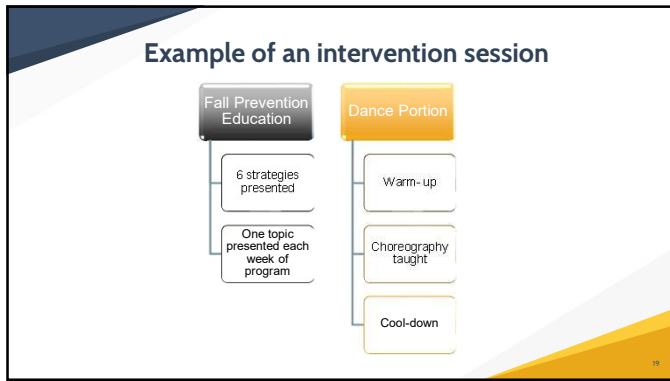 Example of an intervention session
Fall Prevention
Education
6 strategies
presented
One topic
presented each
week of
program
Dance Portion
Warm- up
Choreography
taught
Cool-down
19